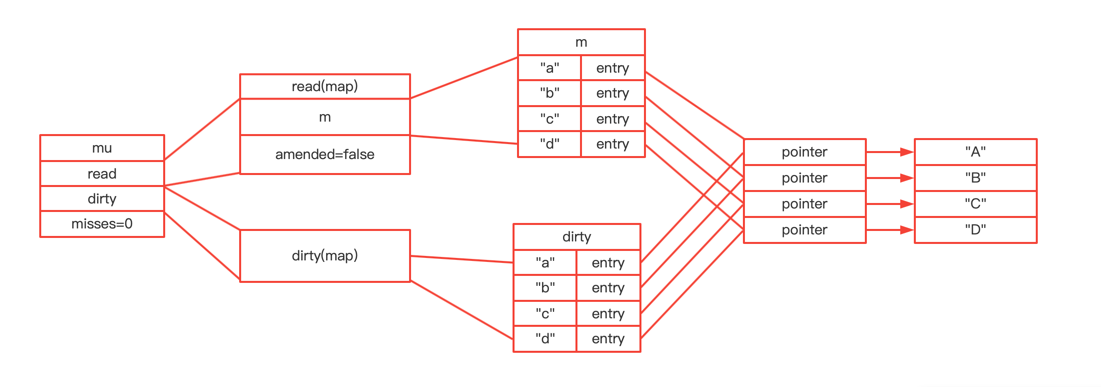 mu
read
dirty
misses=0
read(map)
m
amended=false
dirty(map)
m
"a" entry
"b" entry
"c" entry
"d" entry
dirty
"a" entry
"b" entry
"c" entry
"d" entry
pointer "A"
pointer "B"
pointer "C"
pointer "D"